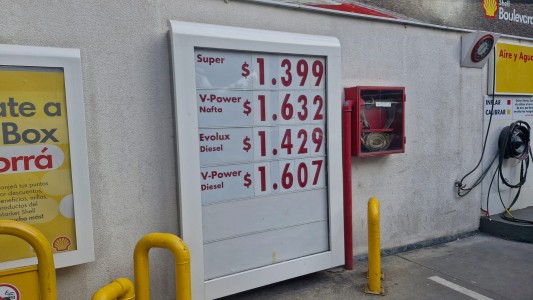 ate a
Box
orrá
Super $1.399
V-Power
Nafta $1.632
Evolux
Diesel $1.429
V-Power
Diesel $1.607
Shell
Boulevard
Aire y Agua
INFLAR
CALIBRAR